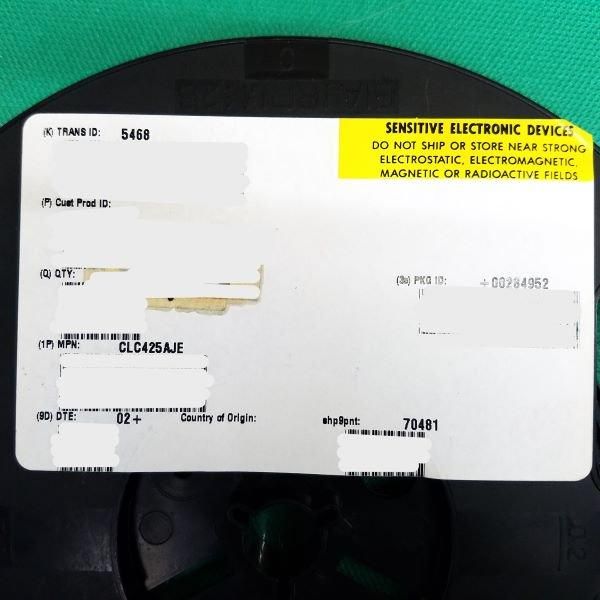 (K) TRANS ID: 5468
SENSITIVE ELECTRONIC DEVICES
DO NOT SHIP OR STORE NEAR STRONG
ELECTROSTATIC, ELECTROMAGNETIC,
MAGNETIC OR RADIOACTIVE FIELDS
(P) Cust Prod ID:
(Q) QTY:
(3s) PKG ID: +00284952
(1P) MPN: CLC425AJE
(9D) DTE: 02+ Country of Origin: shp9pnt: 70481